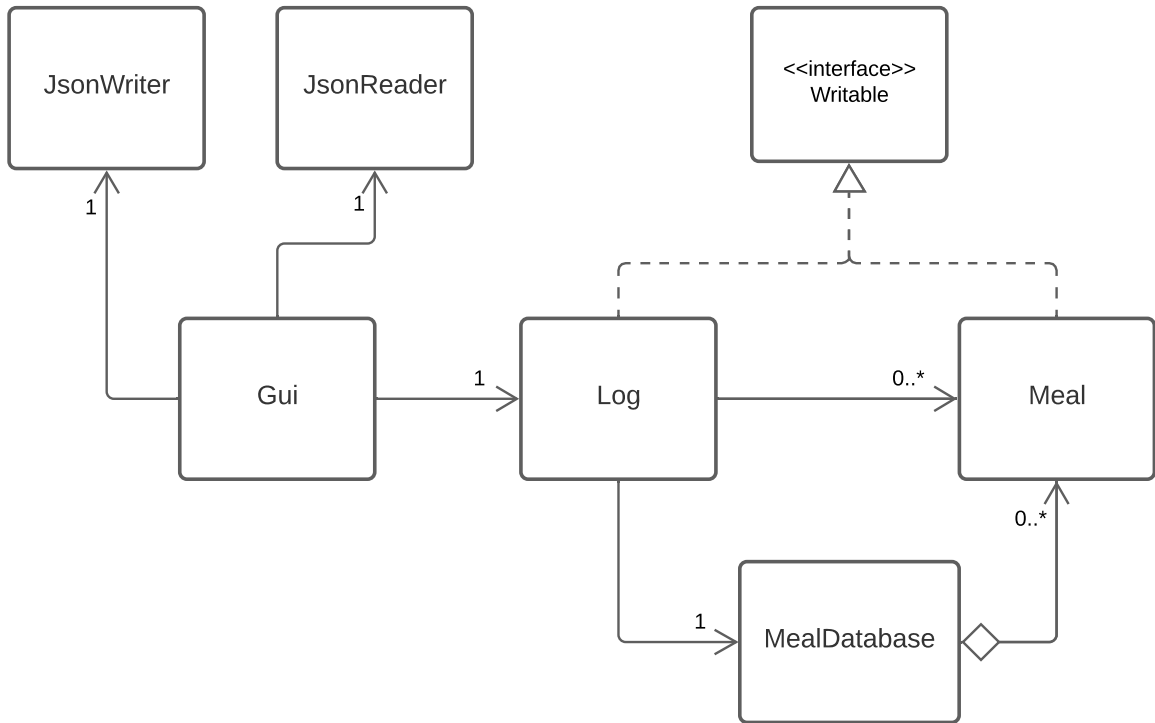 JsonWriter
JsonReader
<<interface>>
Writable
1
1
Gui
1
Log
0..*
Meal
0..*
1
MealDatabase